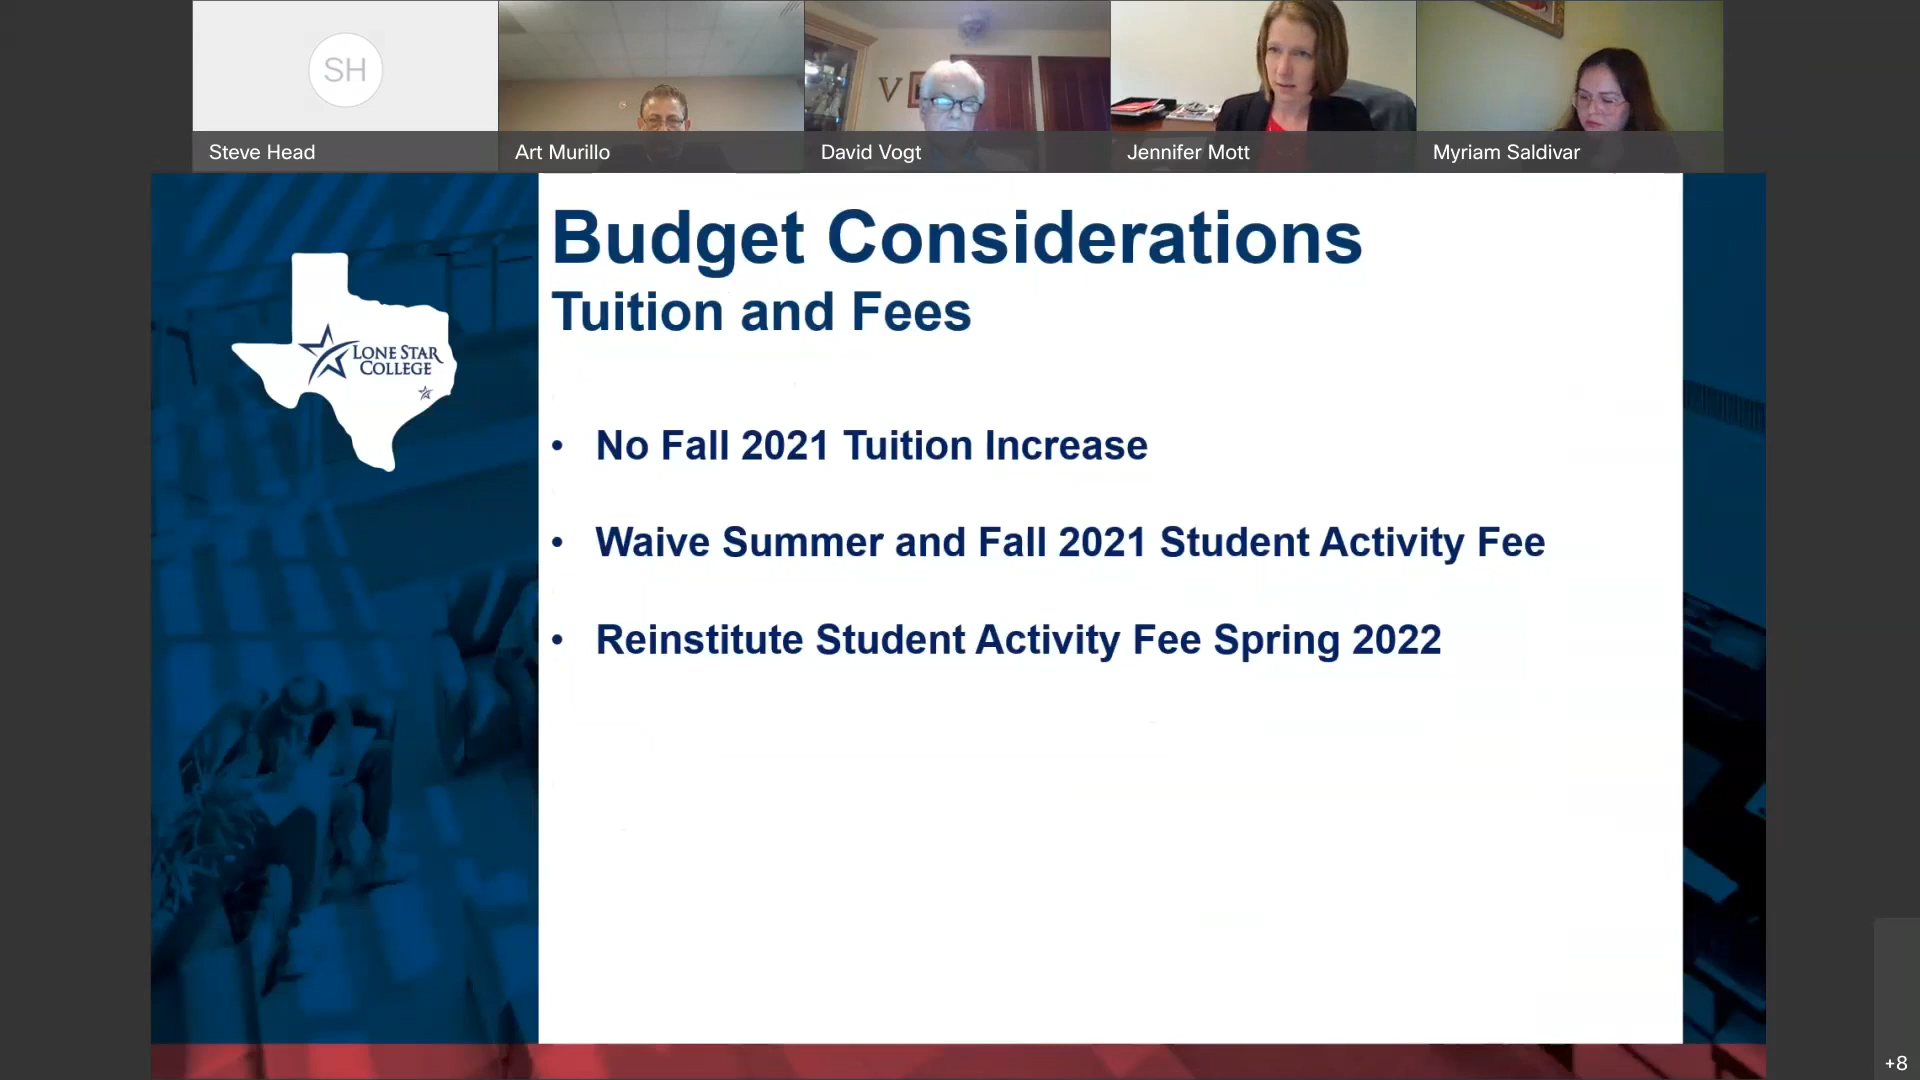 SH
Steve Head
Art Murillo
V
David Vogt
Jennifer Mott
Myriam Saldivar
LONE STAR
COLLEGE
Budget Considerations
Tuition and Fees
• No Fall 2021 Tuition Increase
• Waive Summer and Fall 2021 Student Activity Fee
• Reinstitute Student Activity Fee Spring 2022
+8